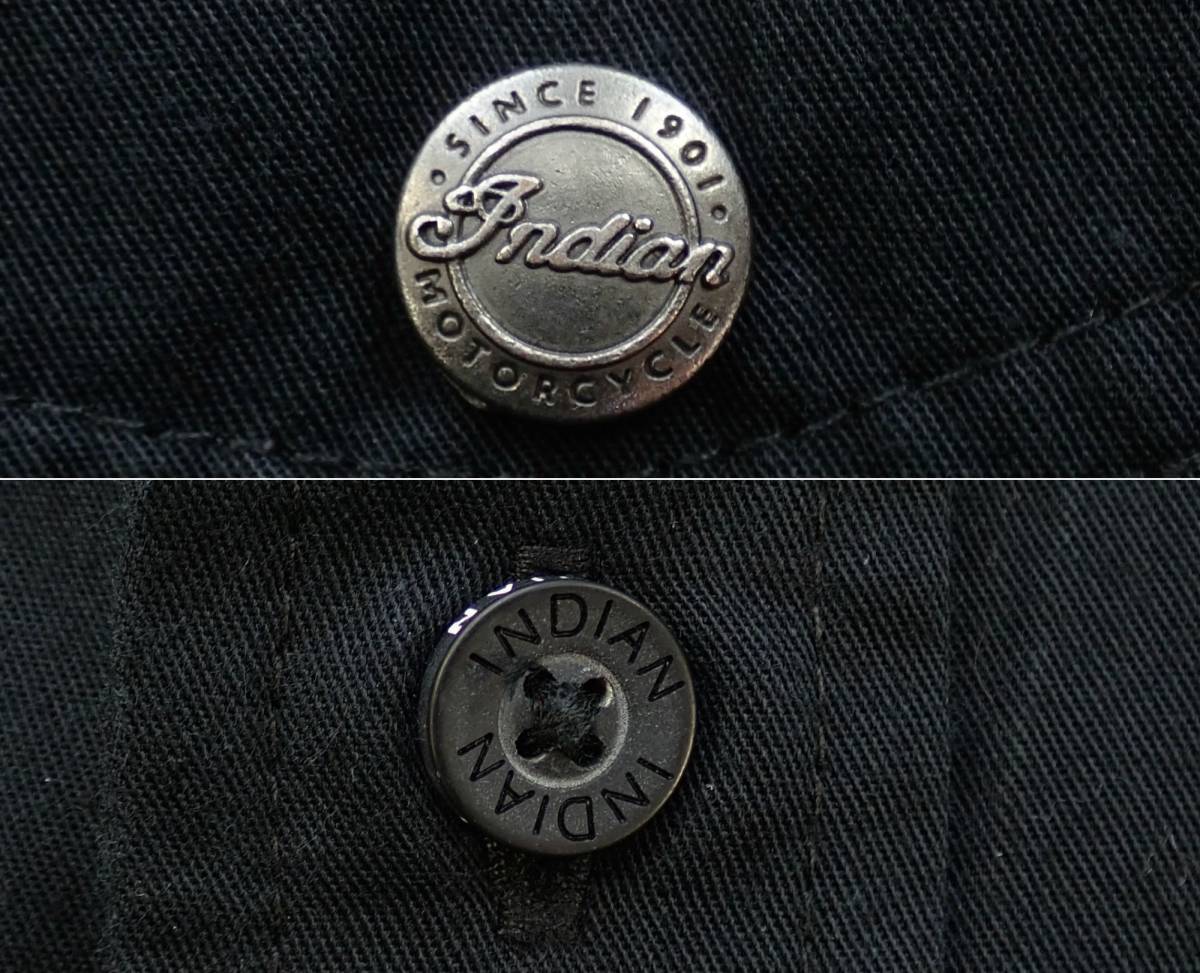 SINCE 1901
Indian
MOTORCYCLE
INDIAN
INDIAN